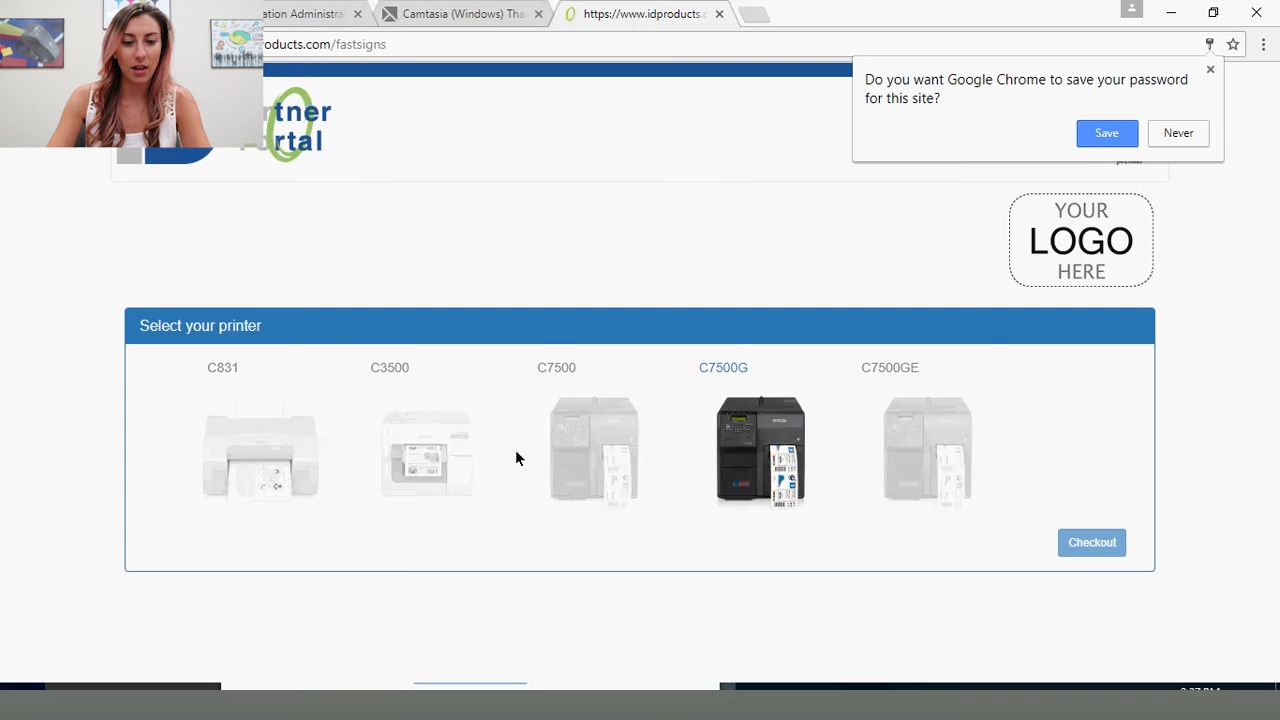 ation Administra
Camtasia (Windows) Tha
https://www.idproducts.c
oducts.com/fastsigns
Do you want Google Chrome to save your password
for this site?
Save
Never
rtner
Portal
YOUR
LOGO
HERE
Select your printer
C831
C3500
C7500
C7500G
C7500GE
EPSON
Checkout